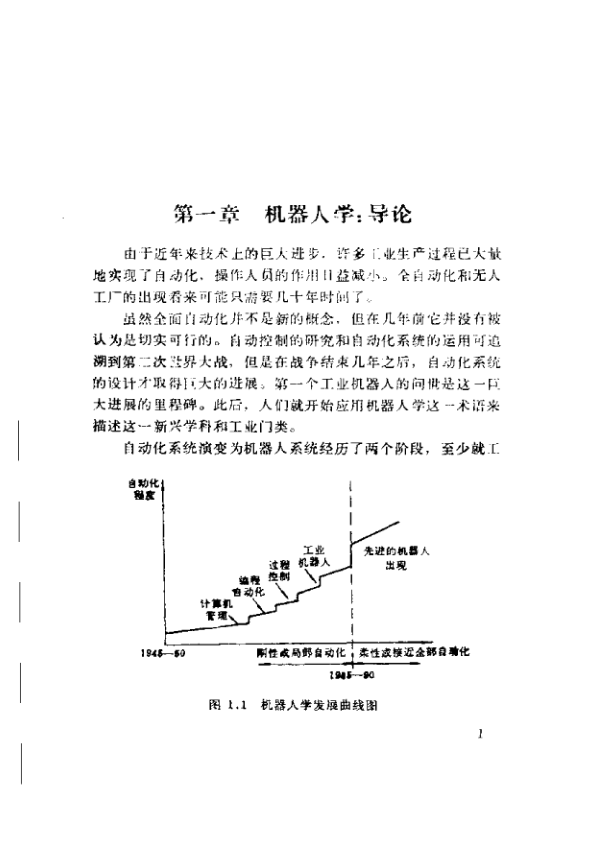 第一章　机器人学：导论
由于近年来技术上的巨大进步，许多工业生产过程已大量
地实现了自动化，操作人员的作用日益减小。全自动化和无人
工厂的出现看来可能只需要几十年时间了。
虽然全面自动化并不是新的概念，但在几年前它并没有被
认为是切实可行的。自动控制的研究和自动化系统的运用可追
溯到第二次世界大战，但是在战争结束几年之后，自动化系统
的设计才取得巨大的进展。第一个工业机器人的问世是这一巨
大进展的里程碑。此后，人们就开始应用机器人学这一术语来
描述这一新兴学科和工业门类。
自动化系统演变为机器人系统经历了两个阶段，至少就工
自动化
程度
工业
机器人
先进的机器人
出现
过程
控制
编程
自动化
计算机
管理
1945—50
刚性或局部自动化
柔性或接近全部自动化
1985—90
图 1.1　机器人学发展曲线图
1